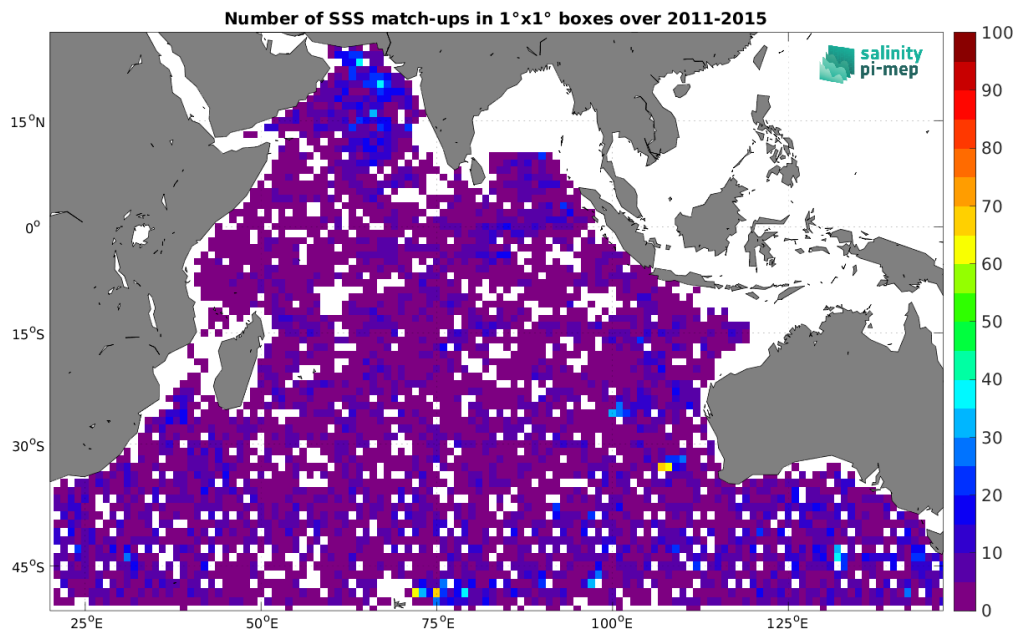 Number of SSS match-ups in 1°x1° boxes over 2011-2015
salinity
pi-mep
15°N
0°
15°S
30°S
45°S
25°E
50°E
75°E
100°E
125°E
100
90
80
70
60
50
40
30
20
10
0